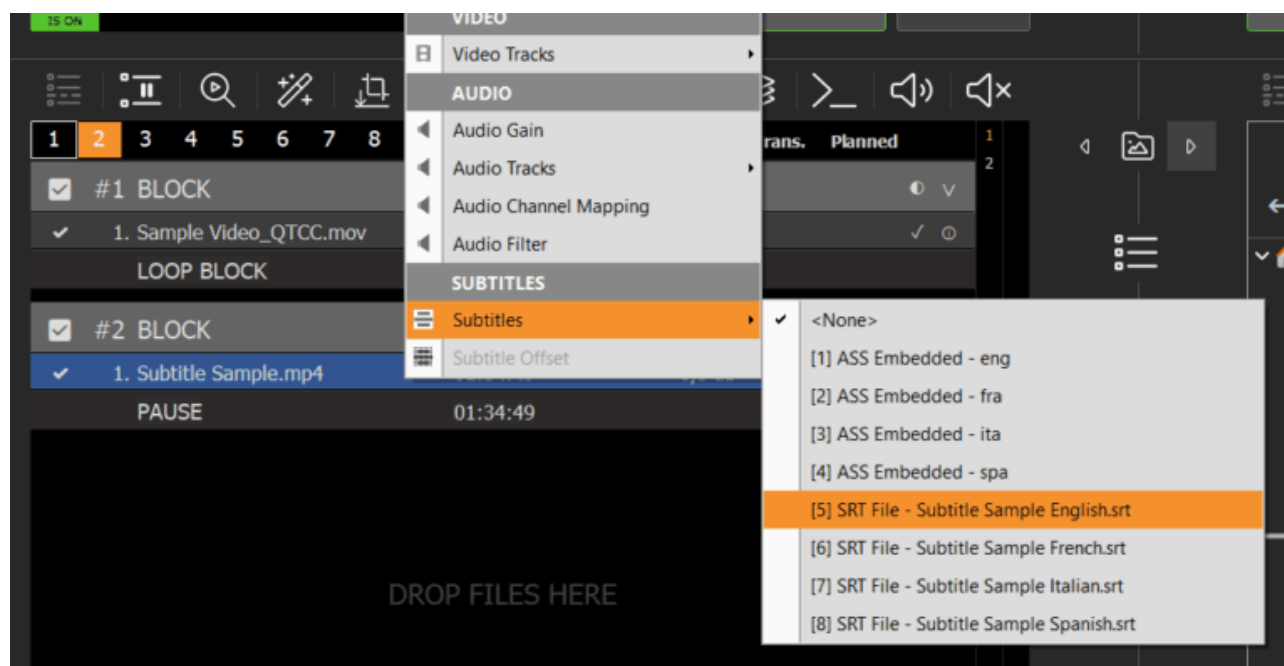 IS ON
VIDEO
Video Tracks
AUDIO
1 2 3 4 5 6 7 8
Audio Gain
rans. Planned
1
2
Audio Tracks
#1 BLOCK
Audio Channel Mapping
1. Sample Video_QTCC.mov
Audio Filter
LOOP BLOCK
SUBTITLES
#2 BLOCK
Subtitles
<None>
Subtitle Offset
[1] ASS Embedded - eng
1. Subtitle Sample.mp4
[2] ASS Embedded - fra
PAUSE 01:34:49
[3] ASS Embedded - ita
[4] ASS Embedded - spa
[5] SRT File - Subtitle Sample English.srt
[6] SRT File - Subtitle Sample French.srt
DROP FILES HERE
[7] SRT File - Subtitle Sample Italian.srt
[8] SRT File - Subtitle Sample Spanish.srt